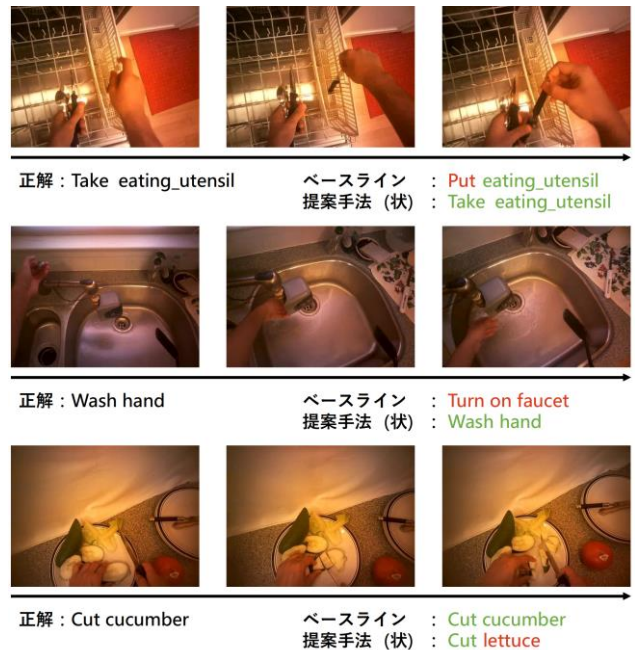 正解：Take eating_utensil
ベースライン ： Put eating_utensil
提案手法 (状) ： Take eating_utensil
正解：Wash hand
ベースライン ： Turn on faucet
提案手法 (状) ： Wash hand
正解：Cut cucumber
ベースライン ： Cut cucumber
提案手法 (状) ： Cut lettuce